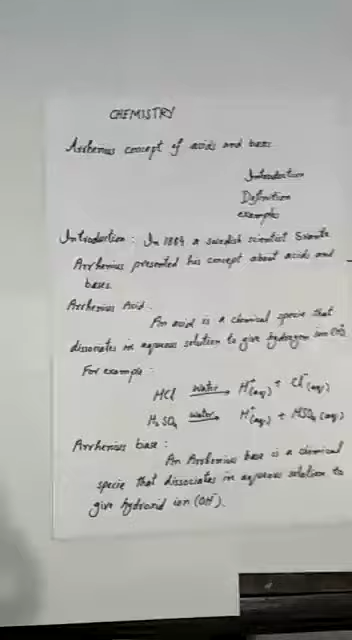 CHEMISTRY
Arrhenius concept of acids and bases
Introduction
Definition
examples
Introduction: In 1884 a swedish scientist Svante
Arrhenius presented his concept about acids and
bases.
Arrhenius Acid:
An acid is a chemical specie that
dissociates in aqueous solution to give hydrogen ion (H⁺).
For example:
HCl water→ H⁺(aq) + Cl⁻(aq)
H₂SO₄ water→ H⁺(aq) + HSO₄(aq)
Arrhenius base:
An Arrhenius base is a chemical
specie that dissociates in aqueous solution to
give hydroxid ion (OH⁻).